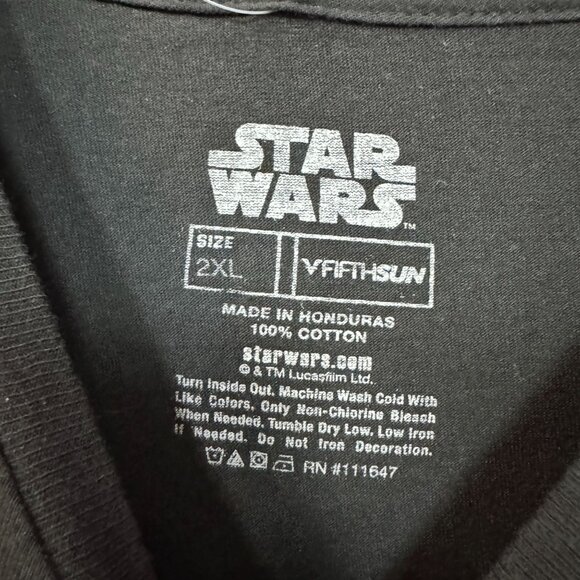 STAR
WARS™
SIZE
2XL
FIFTHSUN
MADE IN HONDURAS
100% COTTON
starwars.com
© & TM Lucasfilm Ltd.
Turn Inside Out. Machine Wash Cold With
Like Colors, Only Non-Chlorine Bleach
When Needed, Tumble Dry Low, Low Iron
If Needed. Do Not Iron Decoration.
RN #111647